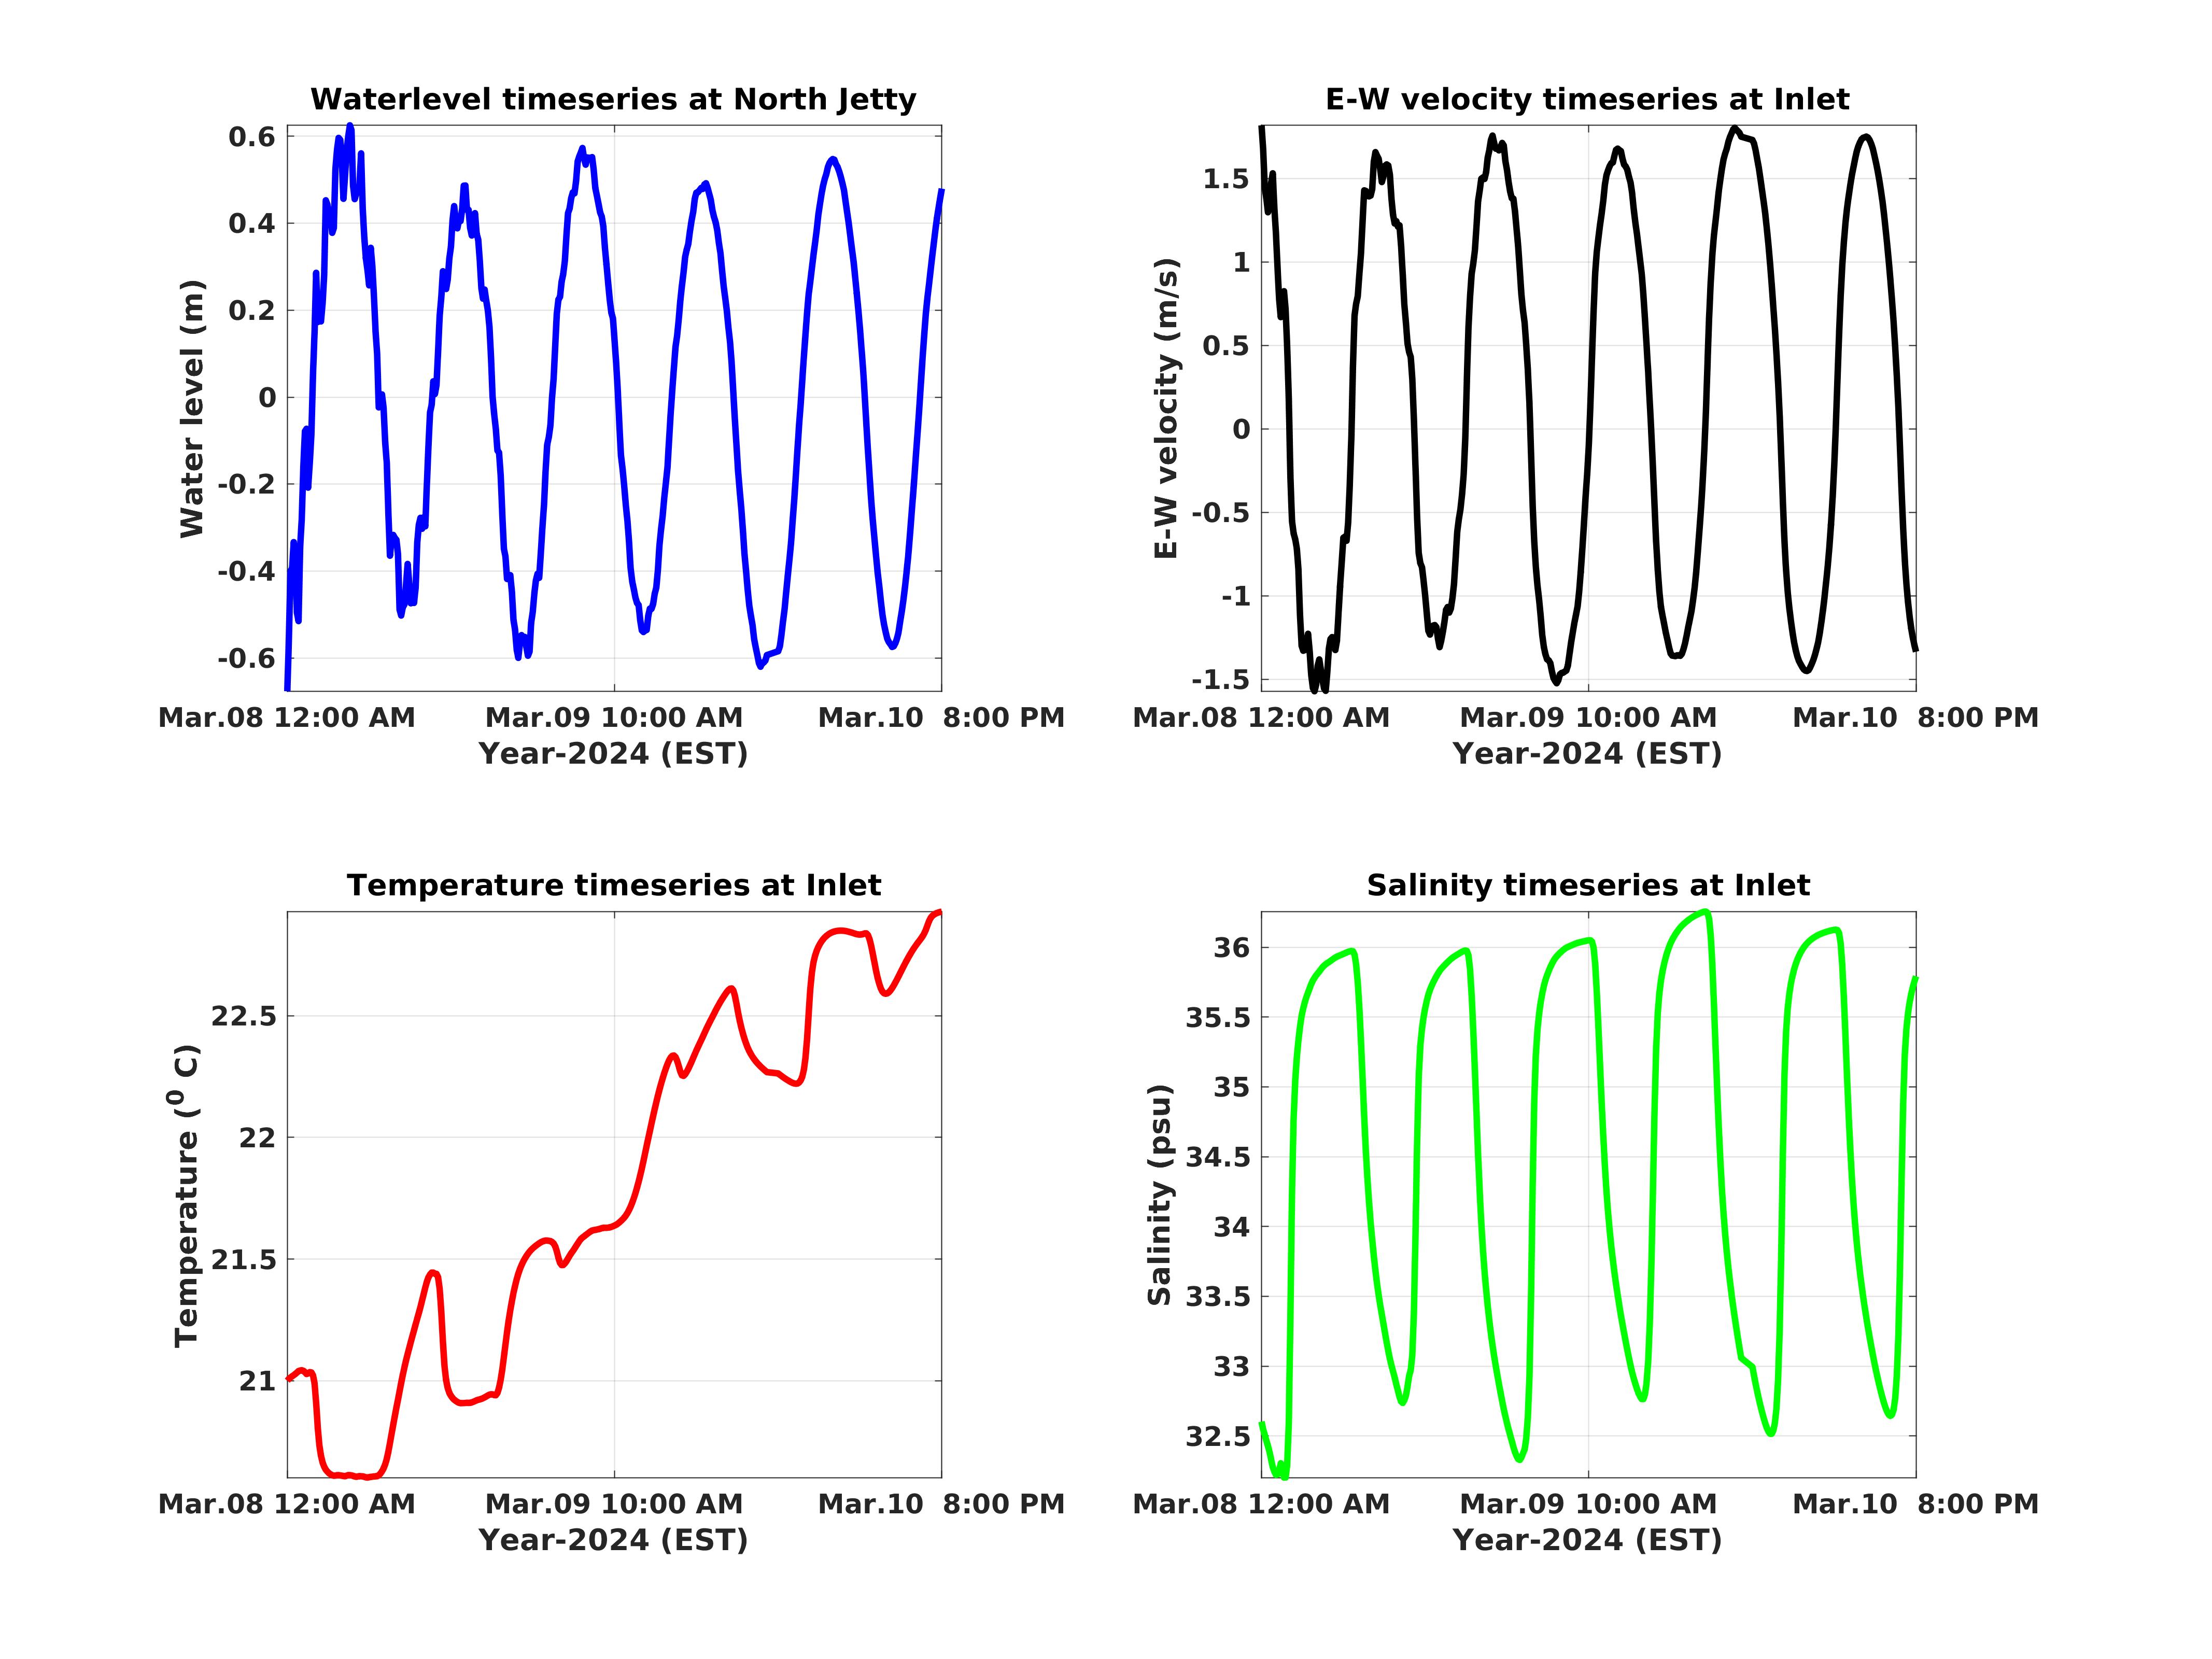 Waterlevel timeseries at North Jetty
0.6
0.4
0.2
0
-0.2
-0.4
-0.6
Water level (m)
Mar.08 12:00 AM Mar.09 10:00 AM Mar.10 8:00 PM
Year-2024 (EST)
E-W velocity timeseries at Inlet
1.5
1
0.5
0
-0.5
-1
-1.5
E-W velocity (m/s)
Mar.08 12:00 AM Mar.09 10:00 AM Mar.10 8:00 PM
Year-2024 (EST)
Temperature timeseries at Inlet
22.5
22
21.5
21
Temperature (⁰ C)
Mar.08 12:00 AM Mar.09 10:00 AM Mar.10 8:00 PM
Year-2024 (EST)
Salinity timeseries at Inlet
36
35.5
35
34.5
34
33.5
33
32.5
Salinity (psu)
Mar.08 12:00 AM Mar.09 10:00 AM Mar.10 8:00 PM
Year-2024 (EST)